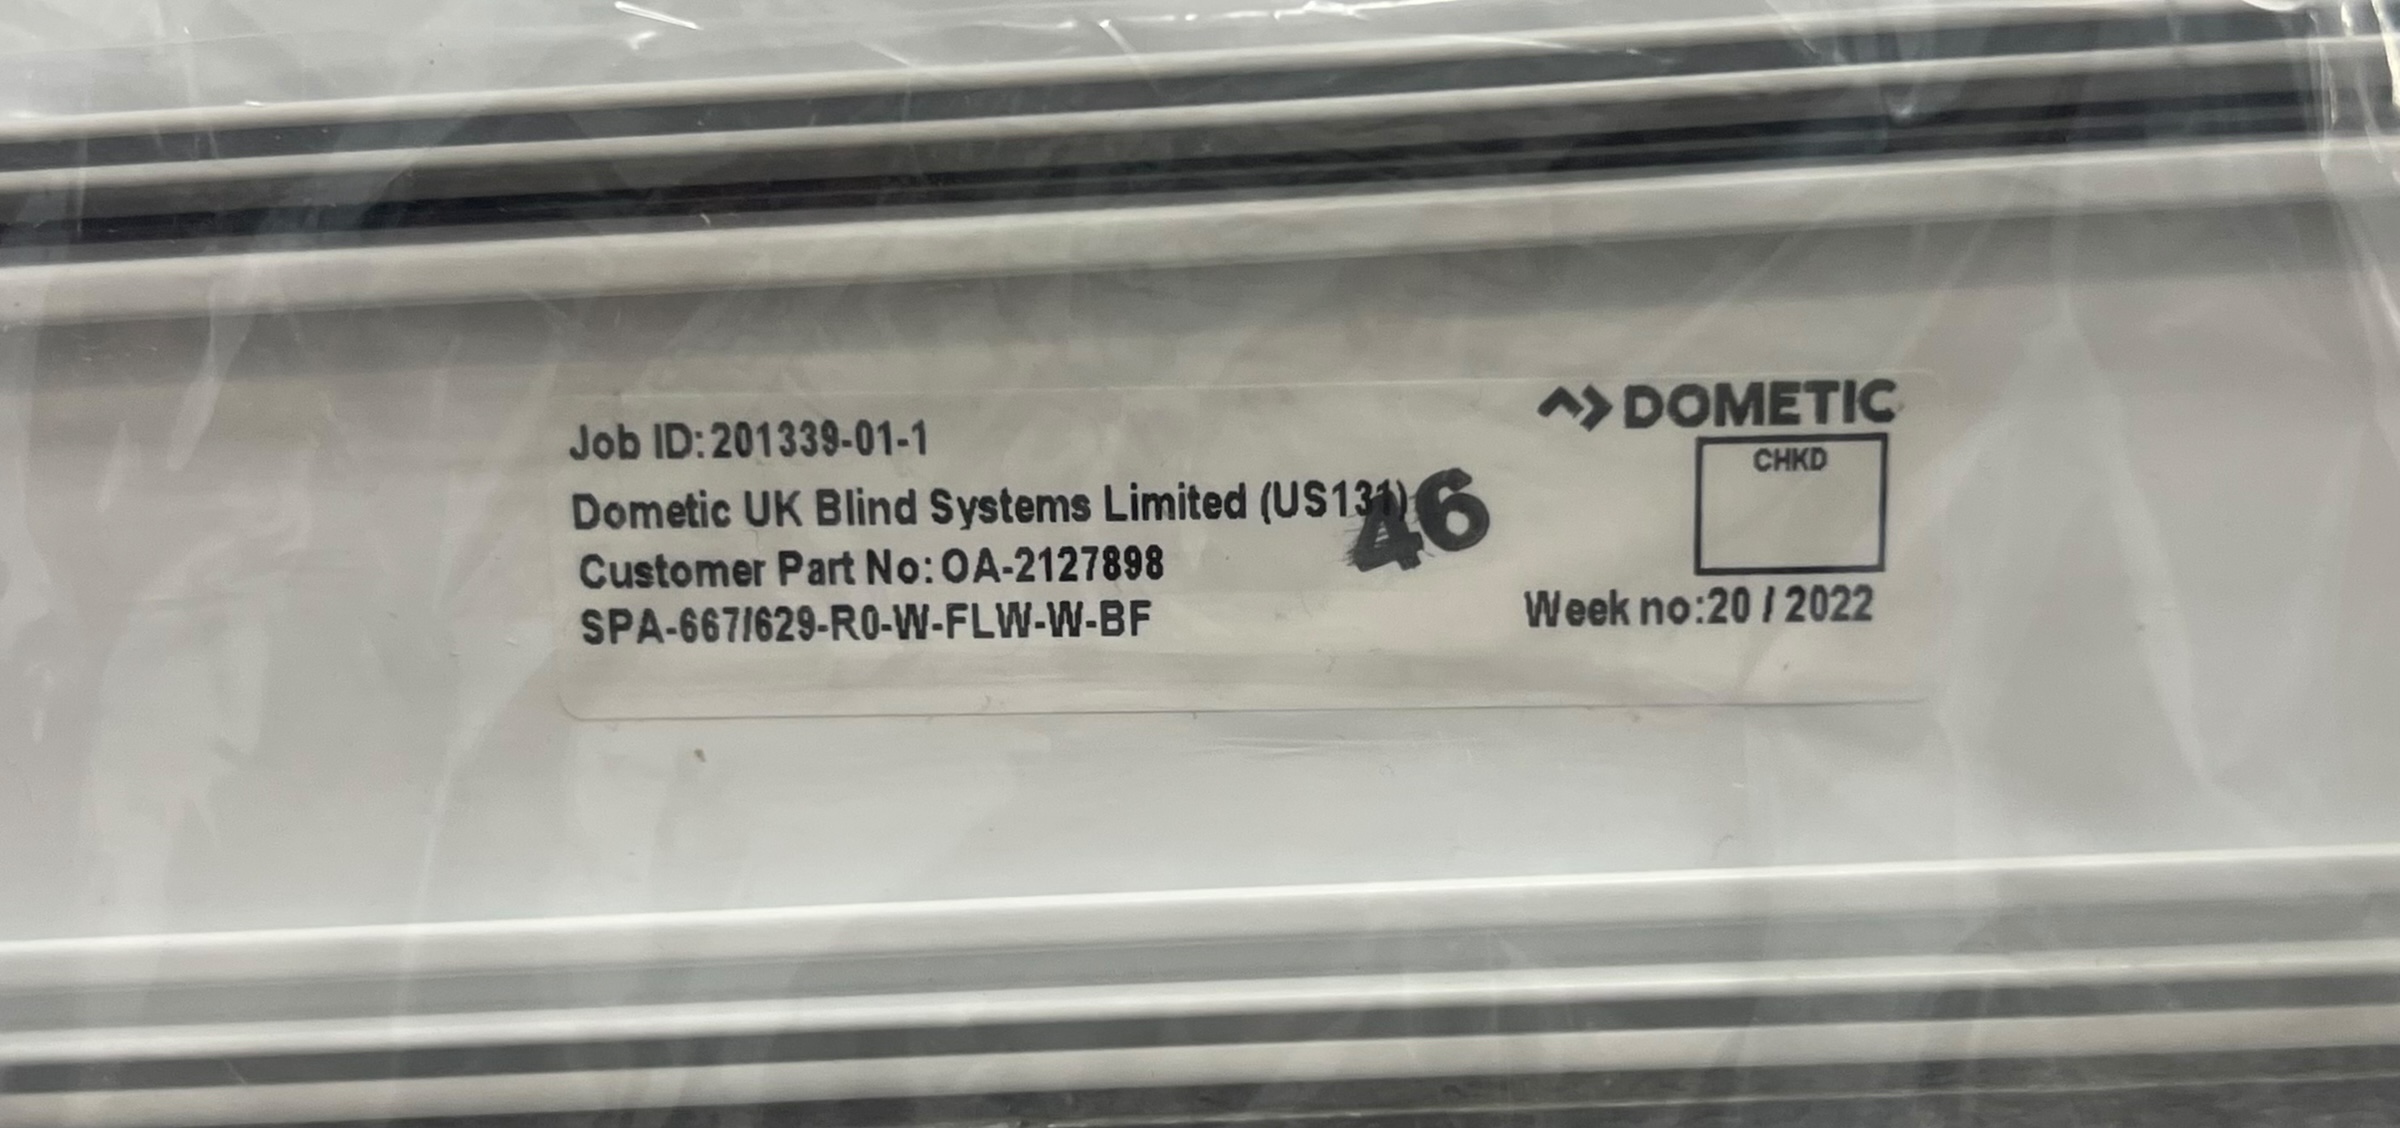 DOMETIC
CHKD
Job ID:201339-01-1
Dometic UK Blind Systems Limited (US131)
46
Customer Part No:OA-2127898
SPA-667/629-R0-W-FLW-W-BF
Week no:20 / 2022